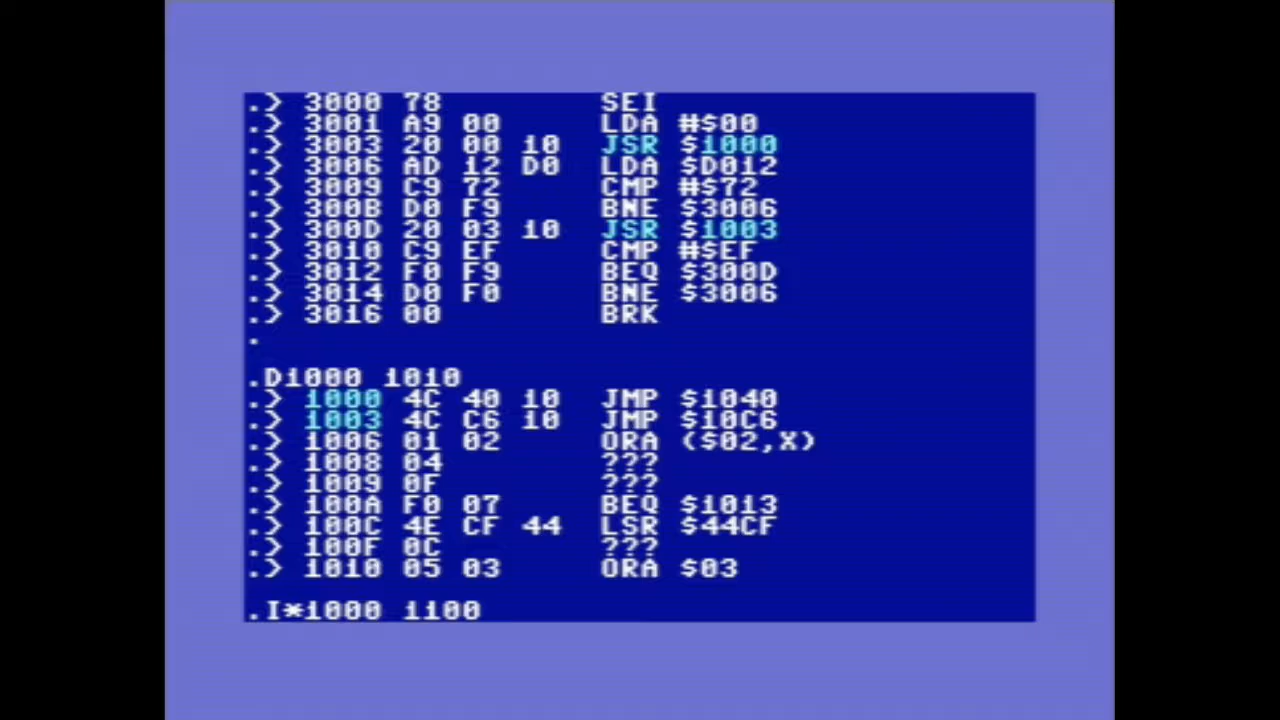 .> 3000 78 SEI
.> 3001 A9 00 LDA #$00
.> 3003 20 00 10 JSR $1000
.> 3006 AD 12 D0 LDA $D012
.> 3009 C9 72 CMP #$72
.> 300B D0 F9 BNE $3006
.> 300D 20 03 10 JSR $1003
.> 3010 C9 EF CMP #$EF
.> 3012 F0 F9 BEQ $300D
.> 3014 D0 F0 BNE $3006
.> 3016 00 BRK
.
.D1000 1010
.> 1000 4C 40 10 JMP $1040
.> 1003 4C C6 10 JMP $10C6
.> 1006 01 02 ORA ($02,X)
.> 1008 04 ???
.> 1009 0F ???
.> 100A F0 07 BEQ $1013
.> 100C 4E CF 44 LSR $44CF
.> 100F 0C ???
.> 1010 05 03 ORA $03
.I*1000 1100